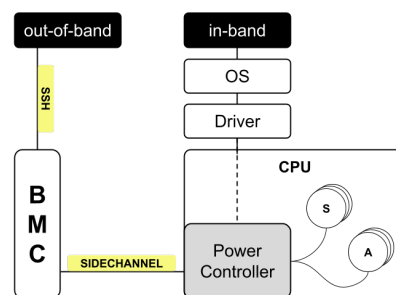 out-of-band
in-band
OS
SSH
Driver
CPU
B
M
C
S
A
Power
Controller
SIDECHANNEL